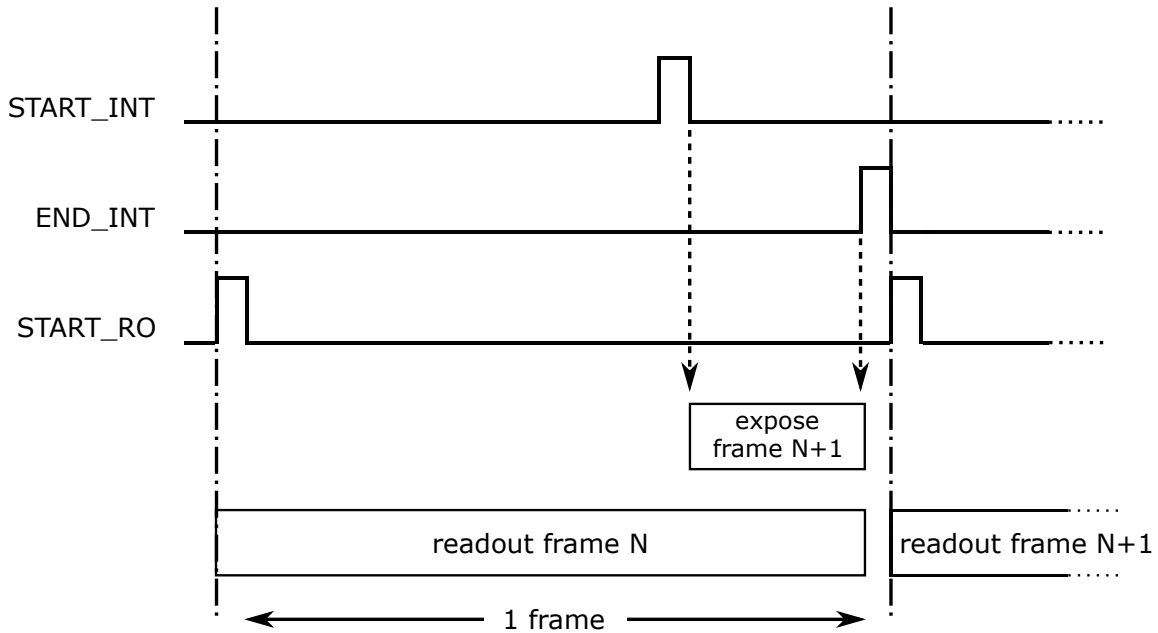 START_INT
END_INT
START_RO
expose
frame N+1
readout frame N
readout frame N+1
1 frame